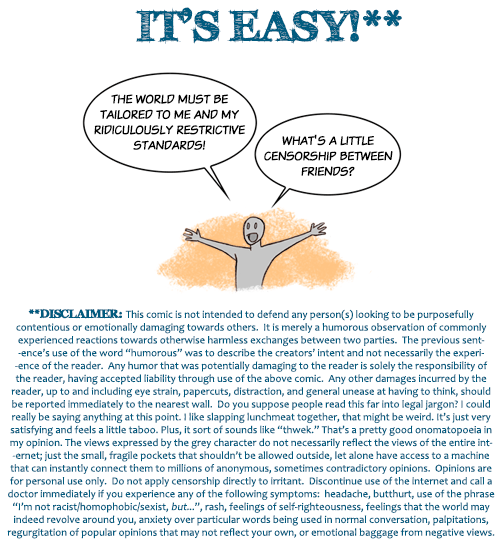 IT'S EASY!**
THE WORLD MUST BE
TAILORED TO ME AND MY
RIDICULOUSLY RESTRICTIVE
STANDARDS!
WHAT'S A LITTLE
CENSORSHIP BETWEEN
FRIENDS?
**DISCLAIMER: This comic is not intended to defend any person(s) looking to be purposefully
contentious or emotionally damaging towards others. It is merely a humorous observation of commonly
experienced reactions towards otherwise harmless exchanges between two parties. The previous sent-
-ence's use of the word “humorous” was to describe the creators' intent and not necessarily the experi-
-ence of the reader. Any humor that was potentially damaging to the reader is solely the responsibility of
the reader, having accepted liability through use of the above comic. Any other damages incurred by the
reader, up to and including eye strain, papercuts, distraction, and general unease at having to think, should
be reported immediately to the nearest wall. Do you suppose people read this far into legal jargon? I could
really be saying anything at this point. I like slapping lunchmeat together, that might be weird. It's just very
satisfying and feels a little taboo. Plus, it sort of sounds like “thwek.” That's a pretty good onomatopoeia in
my opinion. The views expressed by the grey character do not necessarily reflect the views of the entire int-
-ernet; just the small, fragile pockets that shouldn't be allowed outside, let alone have access to a machine
that can instantly connect them to millions of anonymous, sometimes contradictory opinions. Opinions are
for personal use only. Do not apply censorship directly to irritant. Discontinue use of the internet and call a
doctor immediately if you experience any of the following symptoms: headache, butthurt, use of the phrase
“I'm not racist/homophobic/sexist, but...”, rash, feelings of self-righteousness, feelings that the world may
indeed revolve around you, anxiety over particular words being used in normal conversation, palpitations,
regurgitation of popular opinions that may not reflect your own, or emotional baggage from negative views.